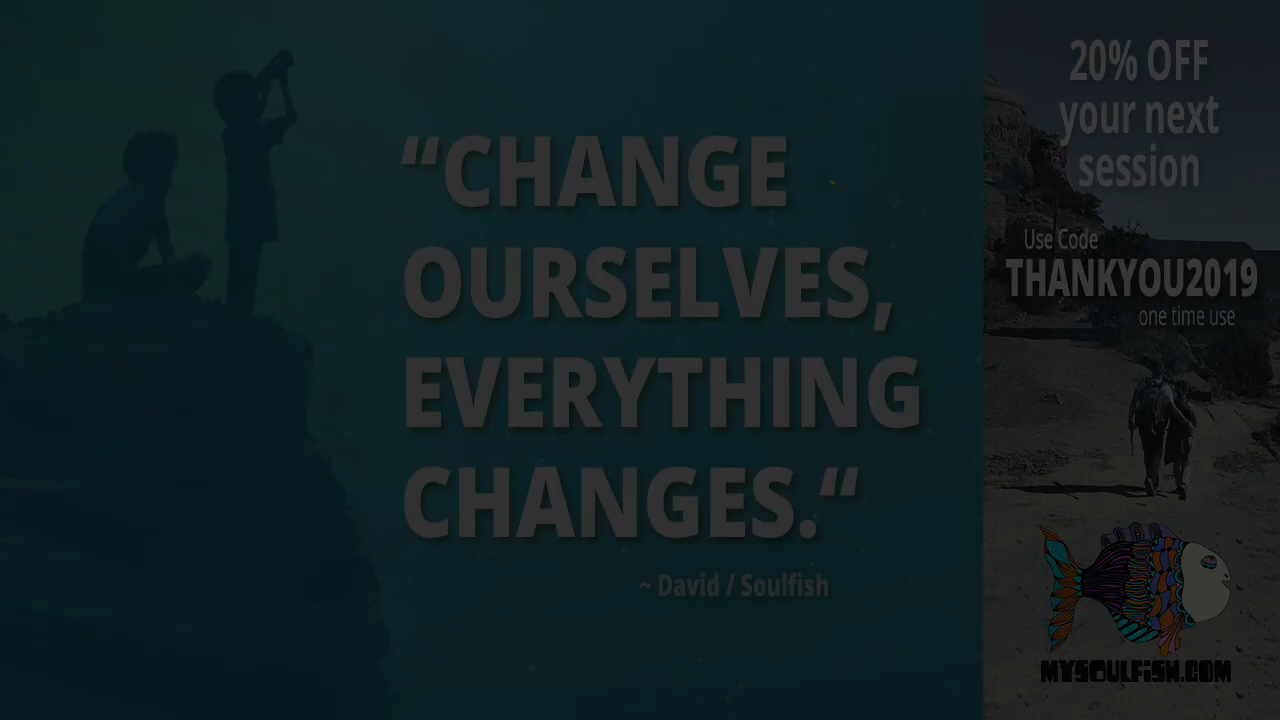 “CHANGE
OURSELVES,
EVERYTHING
CHANGES.“
~ David / Soulfish
20% OFF
your next
session
Use Code
THANKYOU2019
one time use
MYSOULFiSH.COM